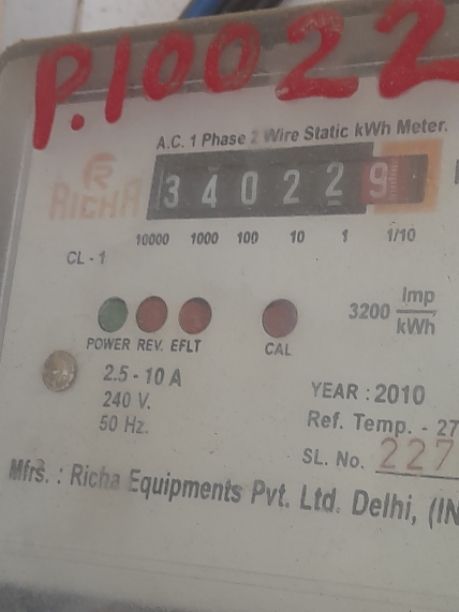 P.10022
A.C. 1 Phase 2 Wire Static kWh Meter.
RICHA
3 4 0 2 2 9
10000 1000 100 10 1 1/10
CL - 1
3200 Imp/kWh
POWER REV. EFLT CAL
2.5 - 10 A
240 V.
50 Hz.
YEAR : 2010
Ref. Temp. - 27
SL. No. 227
Mfrs. : Richa Equipments Pvt. Ltd. Delhi, (IN